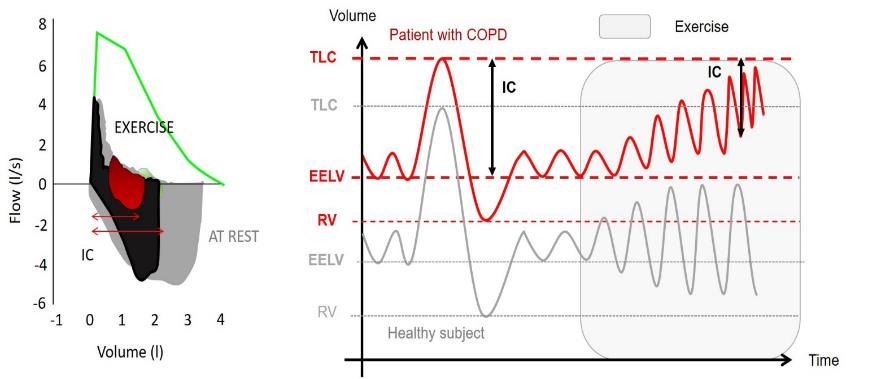 8
6
4
2
0
-2
-4
-6
Flow (l/s)
EXERCISE
AT REST
IC
-1 0 1 2 3 4
Volume (l)
Volume
Patient with COPD
Exercise
TLC
IC
IC
TLC
EELV
RV
EELV
RV
Healthy subject
Time